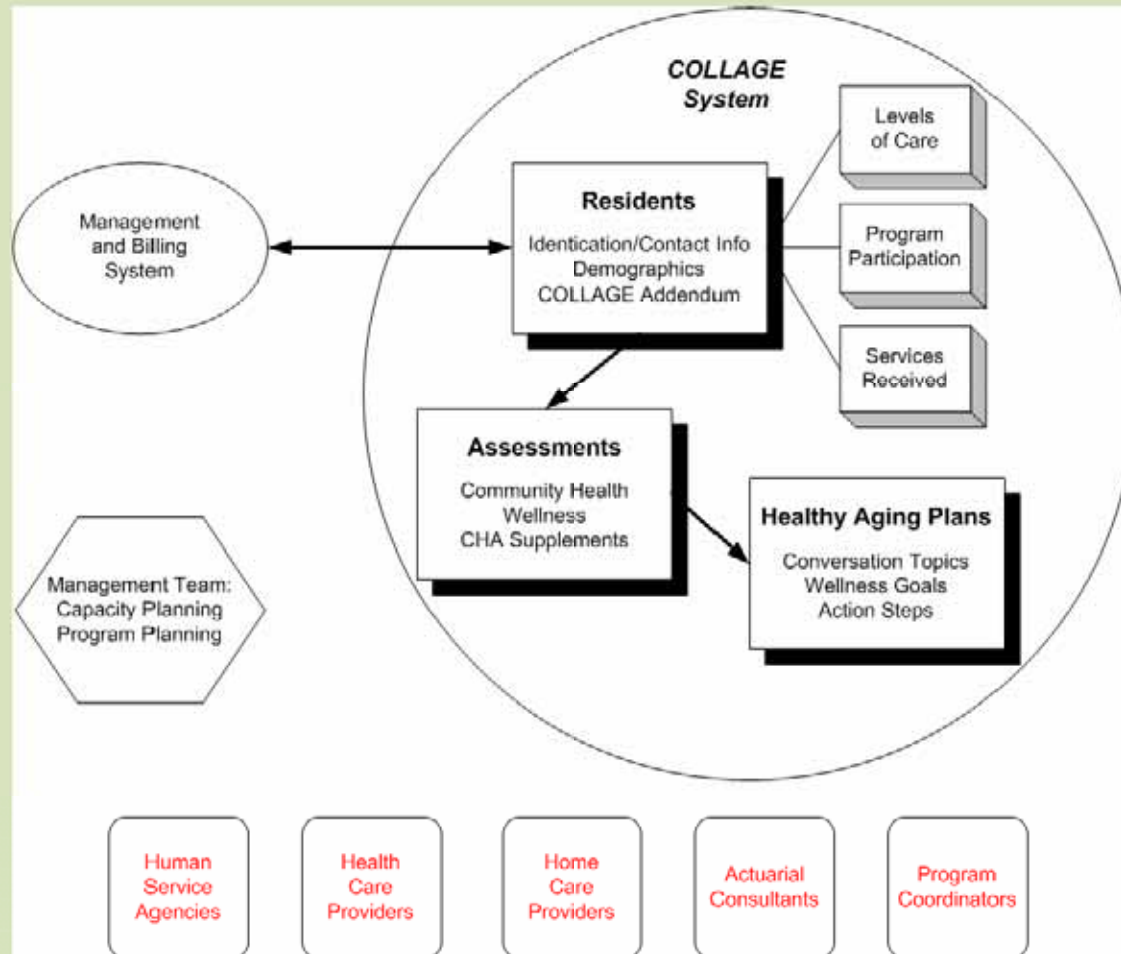 COLLAGE
System
Levels
of Care
Management
and Billing
System
Residents
Identication/Contact Info
Demographics
COLLAGE Addendum
Program
Participation
Services
Received
Assessments
Community Health
Wellness
CHA Supplements
Healthy Aging Plans
Conversation Topics
Wellness Goals
Action Steps
Management Team:
Capacity Planning
Program Planning
Human
Service
Agencies
Health
Care
Providers
Home
Care
Providers
Actuarial
Consultants
Program
Coordinators